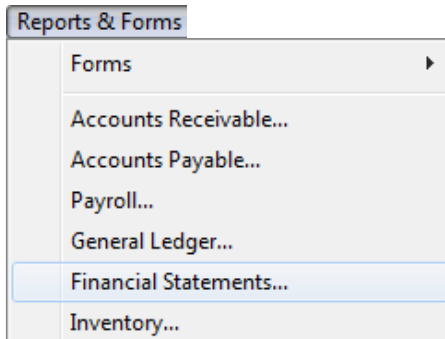 Reports & Forms
Forms
Accounts Receivable...
Accounts Payable...
Payroll...
General Ledger...
Financial Statements...
Inventory...